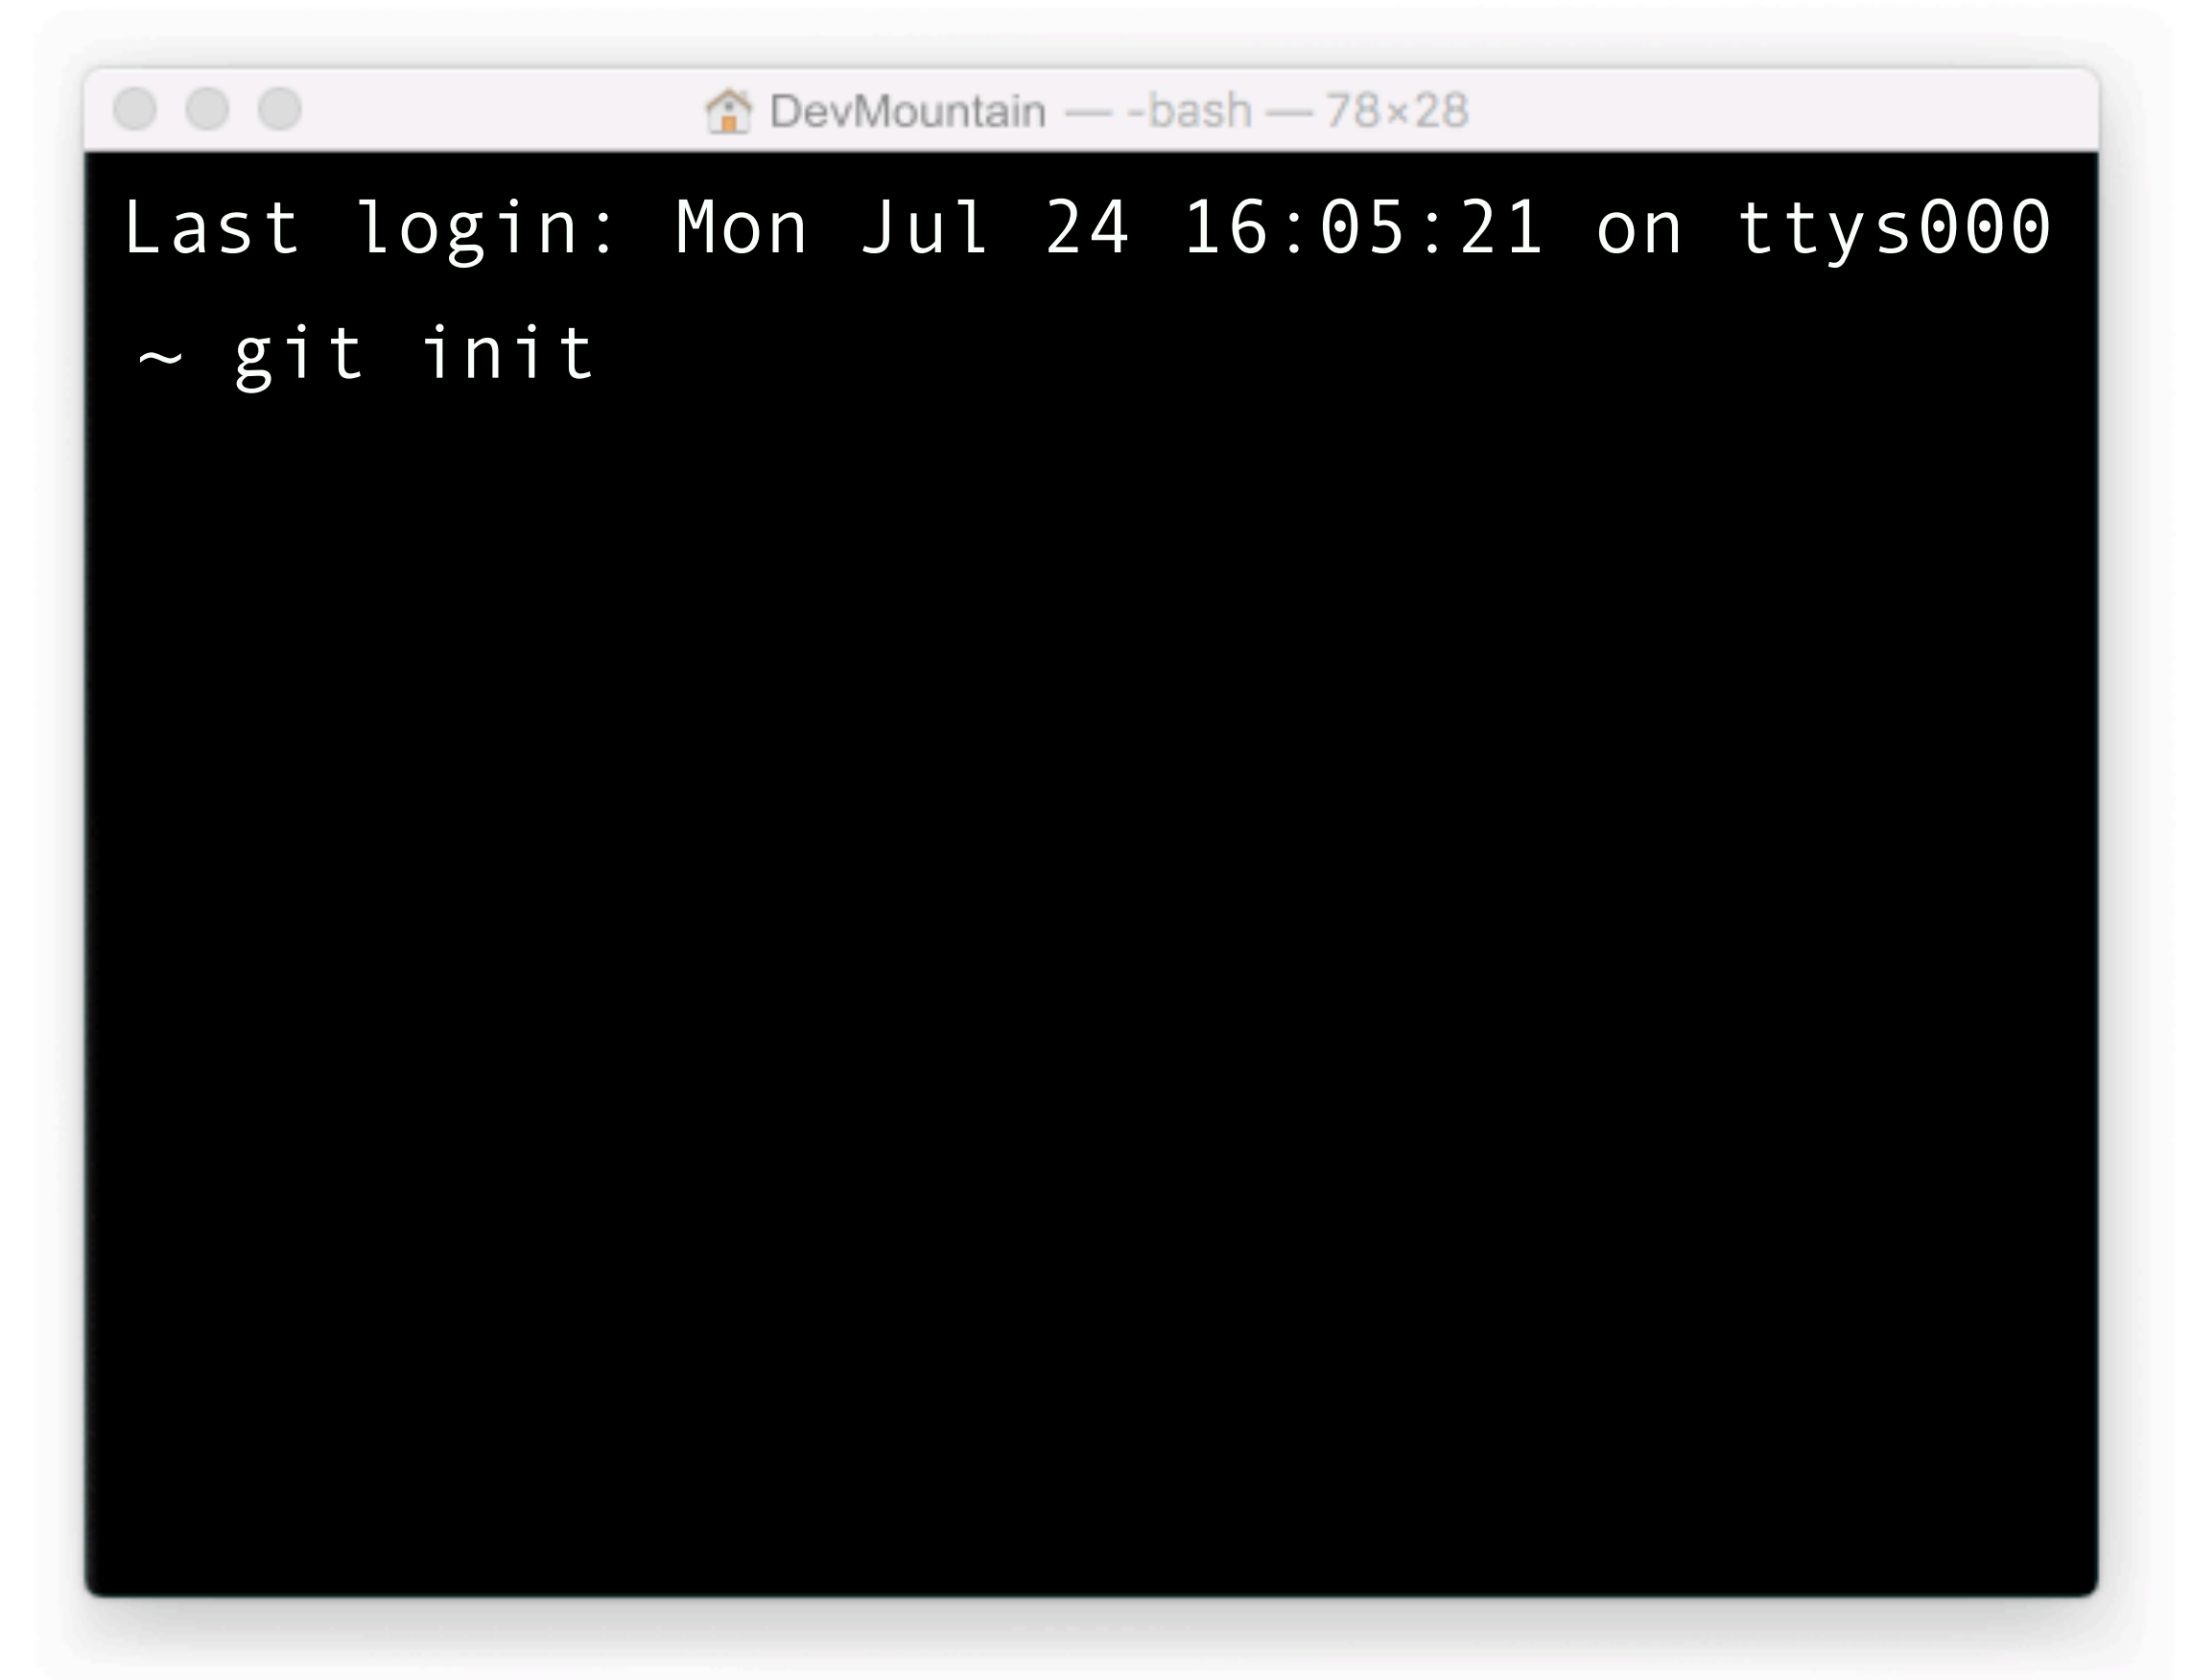 DevMountain — -bash — 78×28
Last login: Mon Jul 24 16:05:21 on ttys000
~ git init